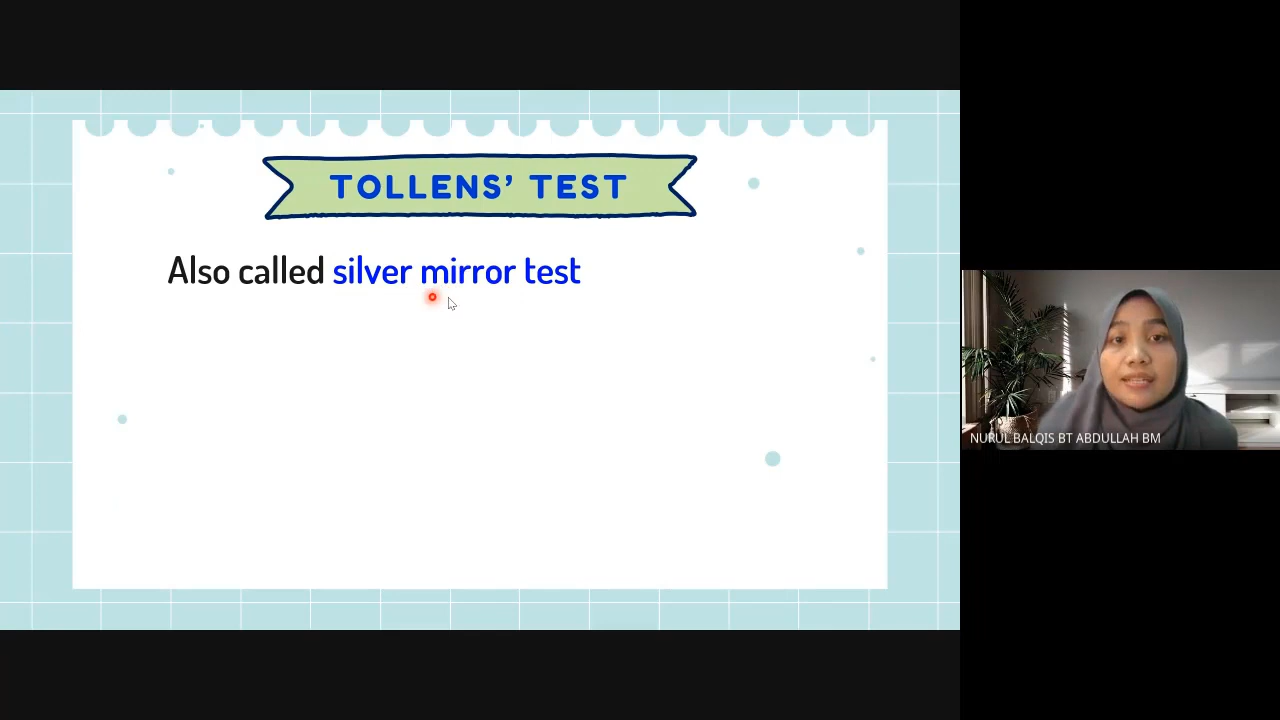 TOLLENS’ TEST
Also called silver mirror test
NURUL BALQIS BT ABDULLAH BM